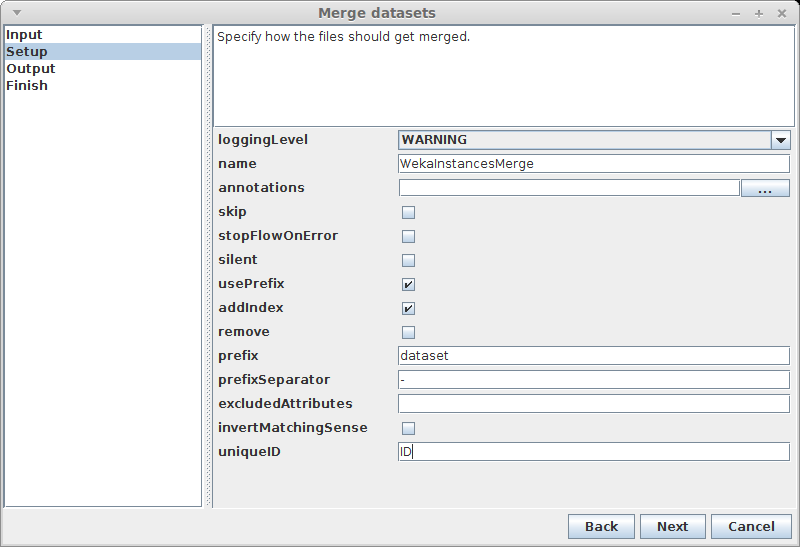 Merge datasets
Input
Setup
Output
Finish
Specify how the files should get merged.
loggingLevel WARNING
name WekaInstancesMerge
annotations ...
skip
stopFlowOnError
silent
usePrefix
addIndex
remove
prefix dataset
prefixSeparator -
excludedAttributes
invertMatchingSense
uniqueID ID
Back Next Cancel